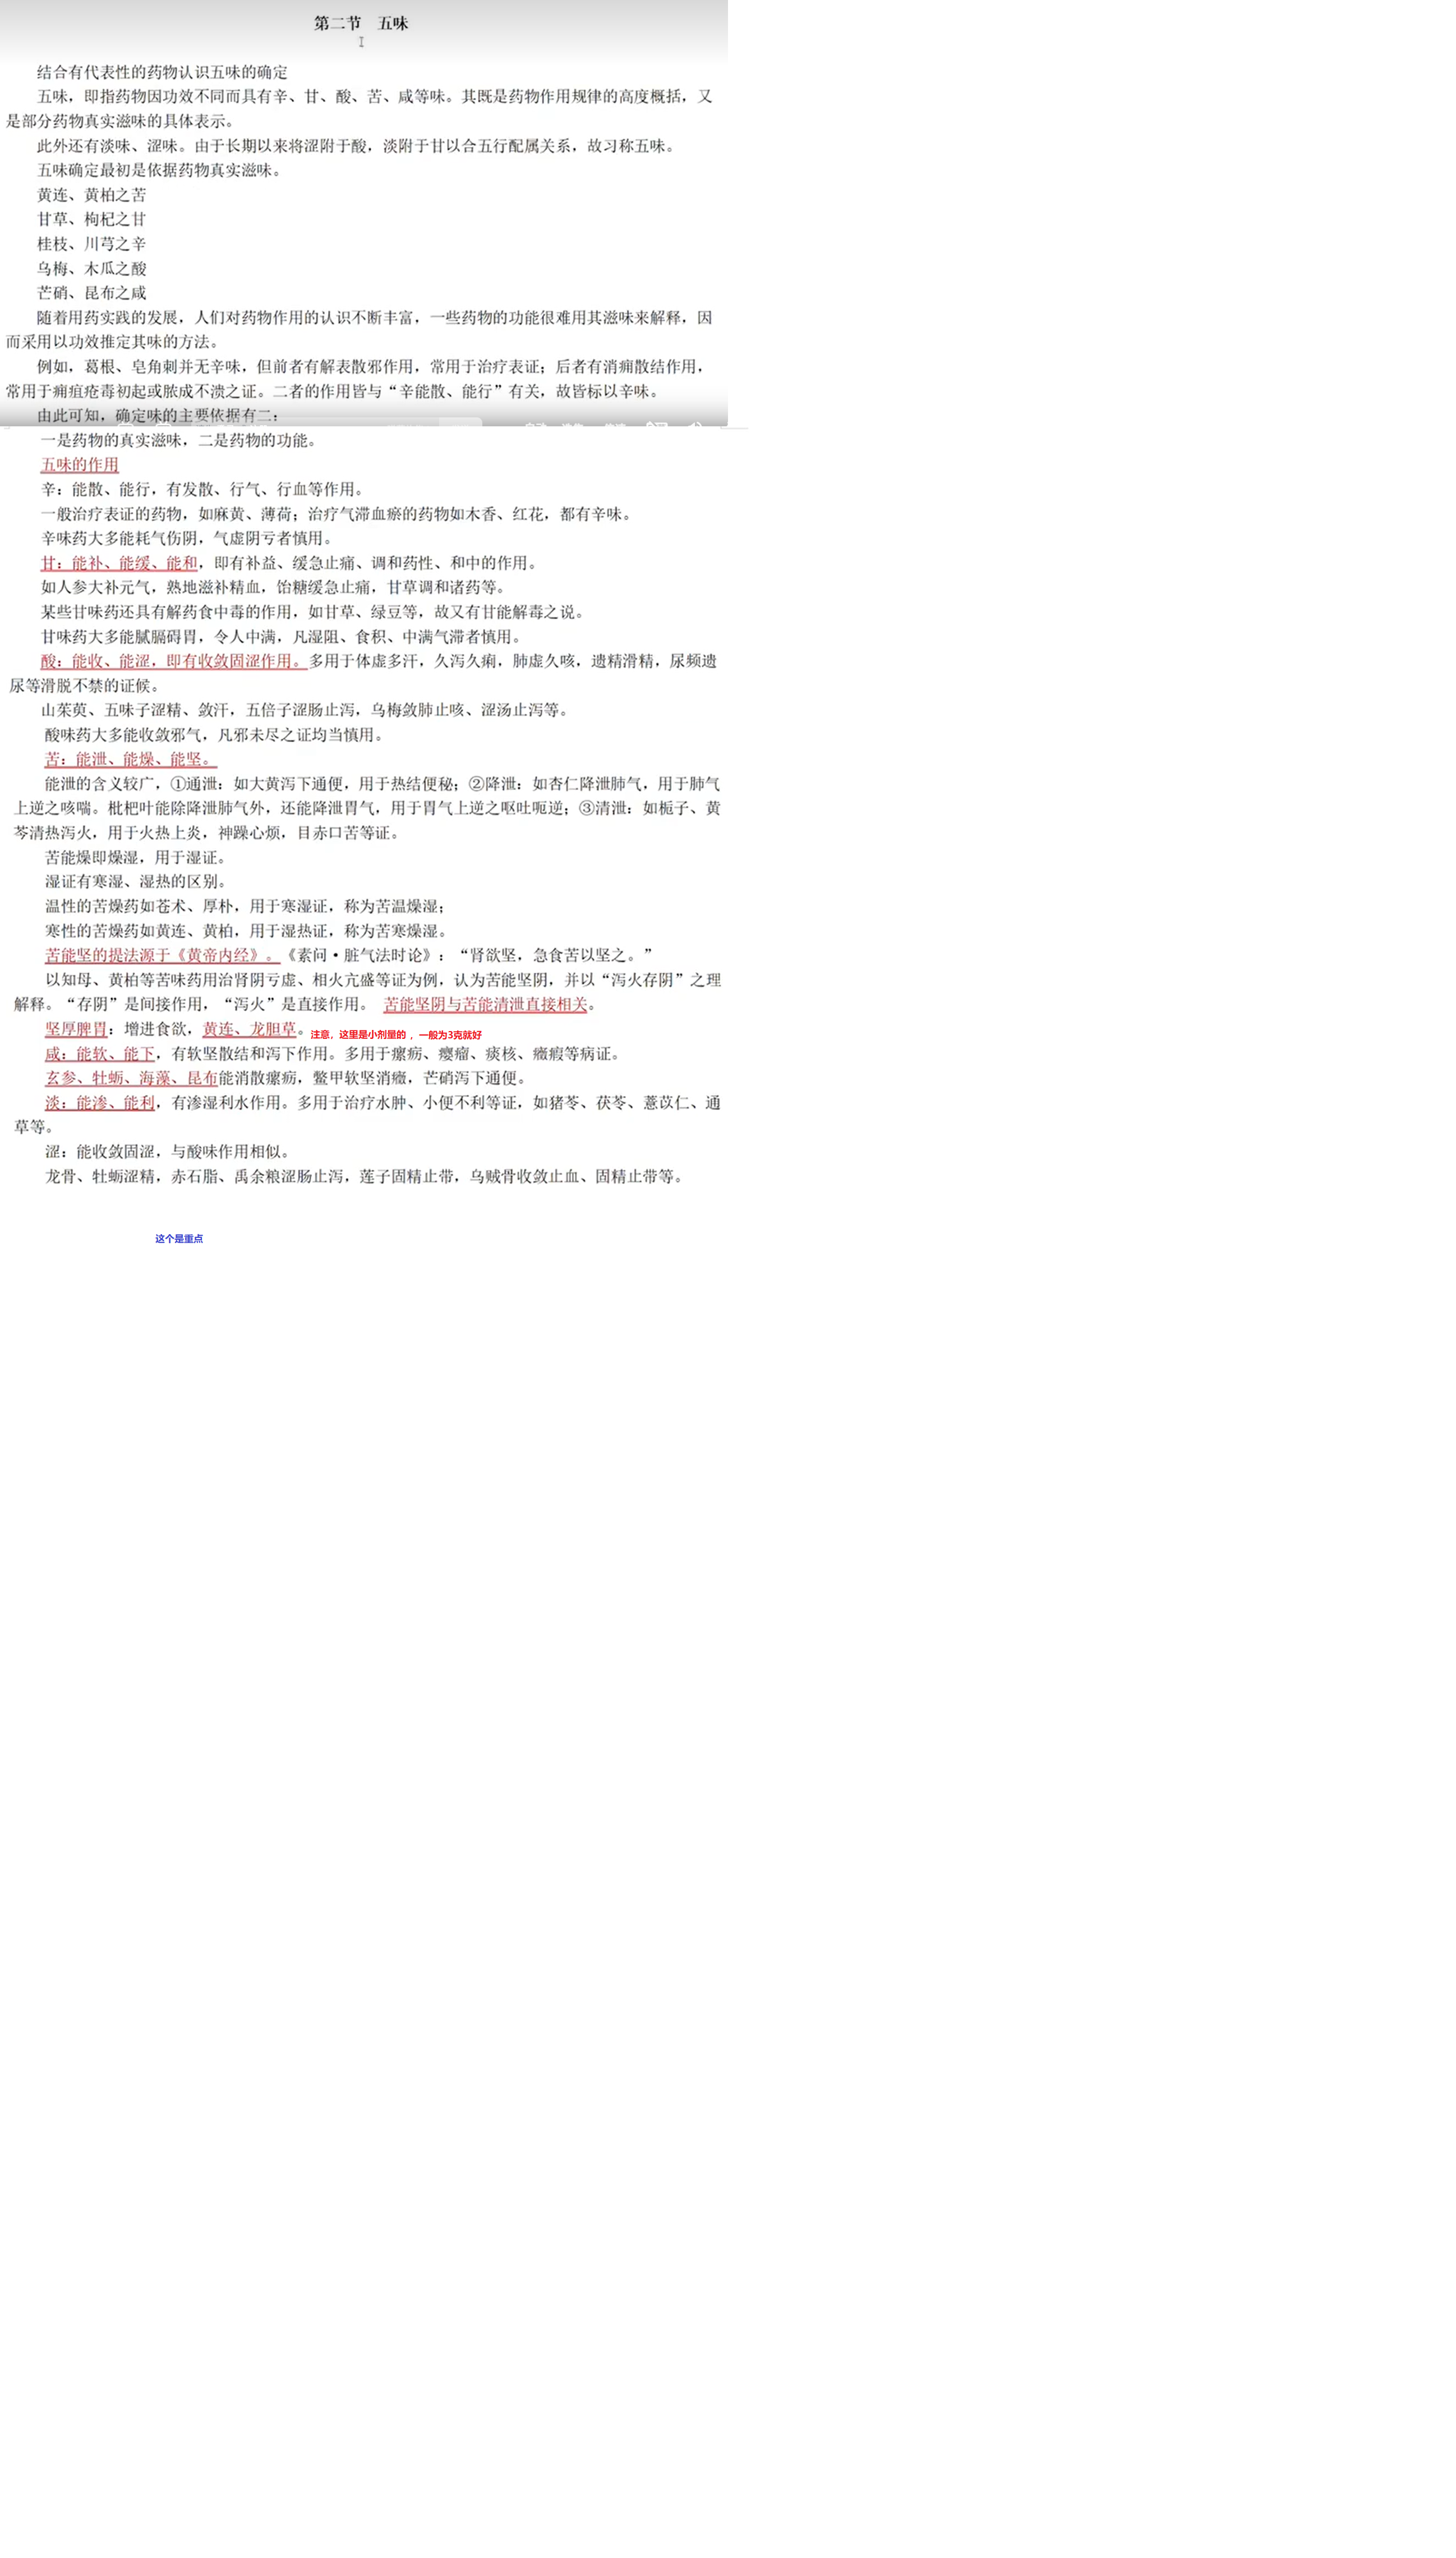 第二节 五味
结合有代表性的药物认识五味的确定
五味，即指药物因功效不同而具有辛、甘、酸、苦、咸等味。其既是药物作用规律的高度概括，又
是部分药物真实滋味的具体表示。
此外还有淡味、涩味。由于长期以来将涩附于酸，淡附于甘以合五行配属关系，故习称五味。
五味确定最初是依据药物真实滋味。
黄连、黄柏之苦
甘草、枸杞之甘
桂枝、川芎之辛
乌梅、木瓜之酸
芒硝、昆布之咸
随着用药实践的发展，人们对药物作用的认识不断丰富，一些药物的功能很难用其滋味来解释，因
而采用以功效推定其味的方法。
例如，葛根、皂角刺并无辛味，但前者有解表散邪作用，常用于治疗表证；后者有消痈散结作用，
常用于痈疽疮毒初起或脓成不溃之证。二者的作用皆与“辛能散、能行”有关，故皆标以辛味。
由此可知，确定味的主要依据有二：
一是药物的真实滋味，二是药物的功能。
五味的作用
辛：能散、能行，有发散、行气、行血等作用。
一般治疗表证的药物，如麻黄、薄荷；治疗气滞血瘀的药物如木香、红花，都有辛味。
辛味药大多能耗气伤阴，气虚阴亏者慎用。
甘：能补、能缓、能和，即有补益、缓急止痛、调和药性、和中的作用。
如人参大补元气，熟地滋补精血，饴糖缓急止痛，甘草调和诸药等。
某些甘味药还具有解药食中毒的作用，如甘草、绿豆等，故又有甘能解毒之说。
甘味药大多能腻膈碍胃，令人中满，凡湿阻、食积、中满气滞者慎用。
酸：能收、能涩，即有收敛固涩作用。多用于体虚多汗，久泻久痢，肺虚久咳，遗精滑精，尿频遗
尿等滑脱不禁的证候。
山茱萸、五味子涩精、敛汗，五倍子涩肠止泻，乌梅敛肺止咳、涩汤止泻等。
酸味药大多能收敛邪气，凡邪未尽之证均当慎用。
苦：能泄、能燥、能坚。
能泄的含义较广，①通泄：如大黄泻下通便，用于热结便秘；②降泄：如杏仁降泄肺气，用于肺气
上逆之咳喘。枇杷叶能除降泄肺气外，还能降泄胃气，用于胃气上逆之呕吐呃逆；③清泄：如栀子、黄
芩清热泻火，用于火热上炎，神躁心烦，目赤口苦等证。
苦能燥即燥湿，用于湿证。
湿证有寒湿、湿热的区别。
温性的苦燥药如苍术、厚朴，用于寒湿证，称为苦温燥湿；
寒性的苦燥药如黄连、黄柏，用于湿热证，称为苦寒燥湿。
苦能坚的提法源于《黄帝内经》。《素问•脏气法时论》：“肾欲坚，急食苦以坚之。”
以知母、黄柏等苦味药用治肾阴亏虚、相火亢盛等证为例，认为苦能坚阴，并以“泻火存阴”之理
解释。“存阴”是间接作用，“泻火”是直接作用。 苦能坚阴与苦能清泄直接相关。
坚厚脾胃：增进食欲，黄连、龙胆草。注意，这里是小剂量的，一般为3克就好
咸：能软、能下，有软坚散结和泻下作用。多用于瘰疬、瘿瘤、痰核、癥瘕等病证。
玄参、牡蛎、海藻、昆布能消散瘰疬，鳖甲软坚消癥，芒硝泻下通便。
淡：能渗、能利，有渗湿利水作用。多用于治疗水肿、小便不利等证，如猪苓、茯苓、薏苡仁、通
草等。
涩：能收敛固涩，与酸味作用相似。
龙骨、牡蛎涩精，赤石脂、禹余粮涩肠止泻，莲子固精止带，乌贼骨收敛止血、固精止带等。
这个是重点